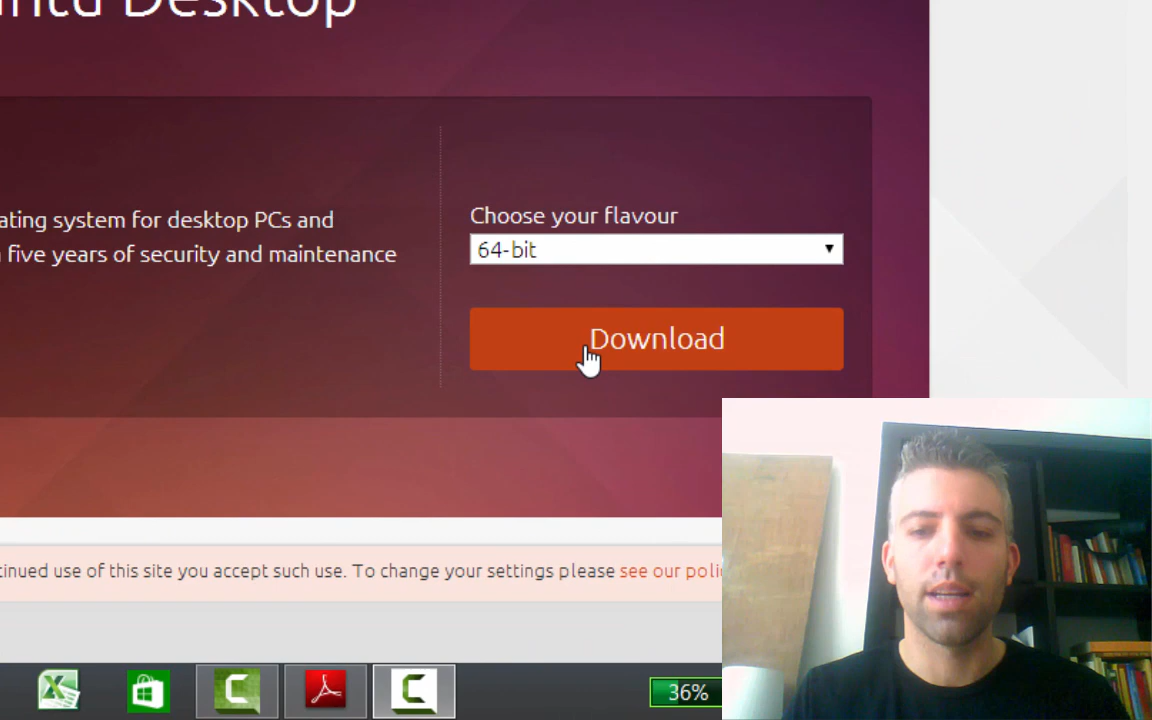 Desktop
Choose your flavour
64-bit
ating system for desktop PCs and
five years of security and maintenance
Download
tinued use of this site you accept such use. To change your settings please see our poli
36%